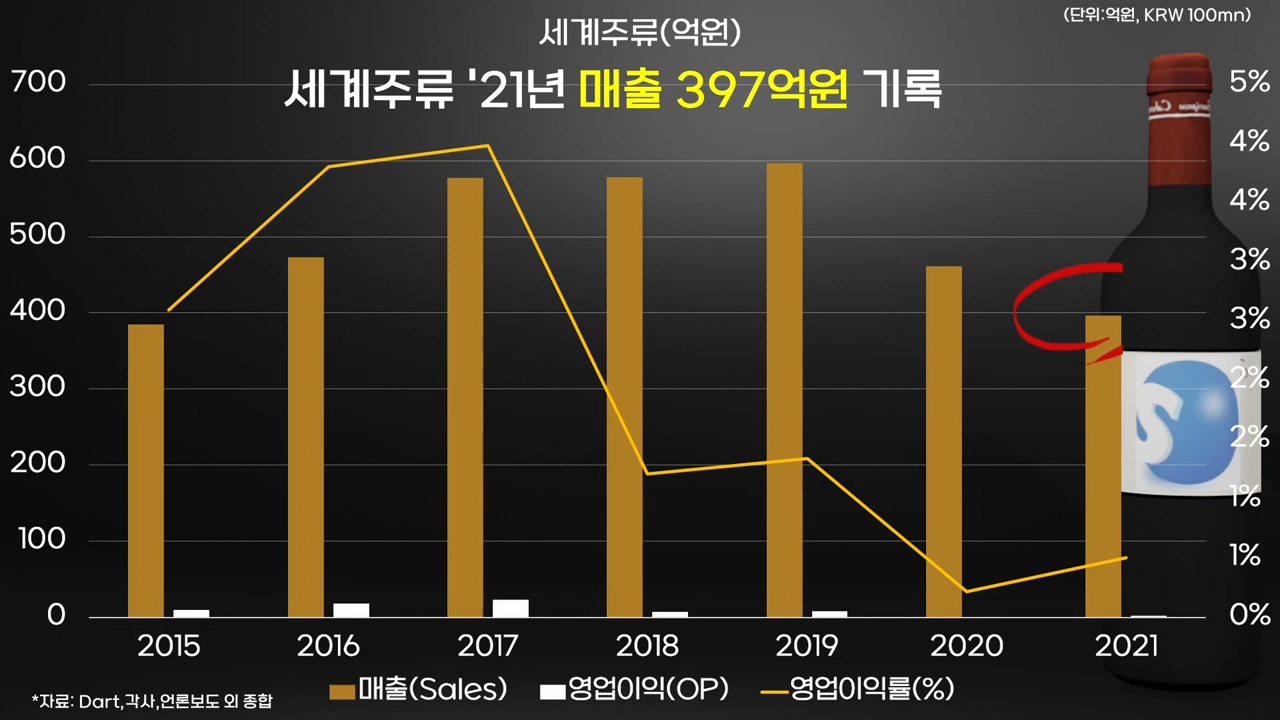 (단위:억원, KRW 100mn)
세계주류(억원)
세계주류 '21년 매출 397억원 기록
700
600
500
400
300
200
100
0
5%
4%
4%
3%
3%
2%
2%
1%
1%
0%
S
2015 2016 2017 2018 2019 2020 2021
매출(Sales) 영업이익(OP) 영업이익률(%)
*자료: Dart,각사,언론보도 외 종합